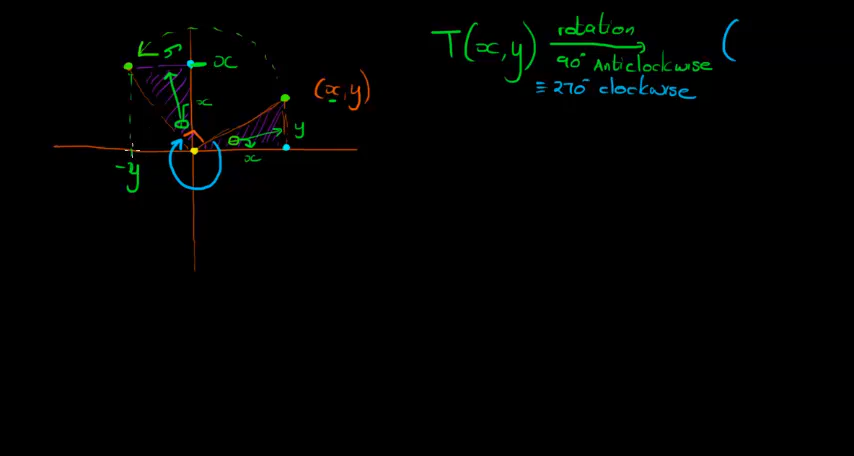 T(x,y) rotation (
90° Anticlockwise
≡ 270° clockwise
x
(x,y)
x
θ
θ
y
x
-y